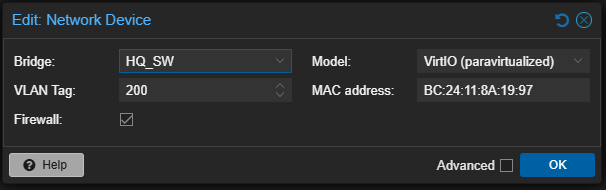 Edit: Network Device
Bridge: HQ_SW Model: VirtIO (paravirtualized)
VLAN Tag: 200 MAC address: BC:24:11:8A:19:97
Firewall:
Help Advanced OK